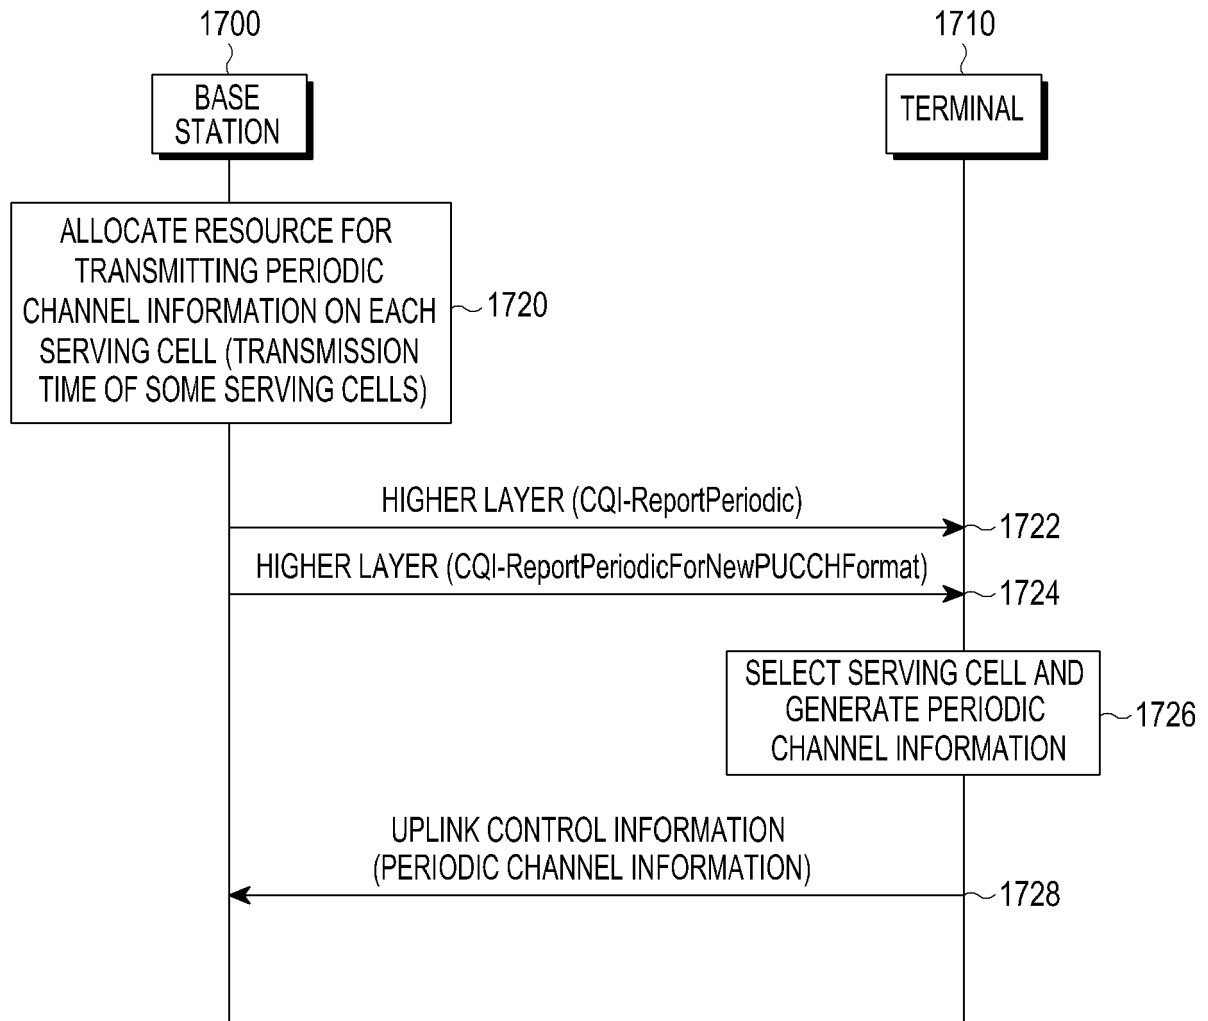 1700
1710
BASE
STATION
TERMINAL
ALLOCATE RESOURCE FOR
TRANSMITTING PERIODIC
CHANNEL INFORMATION ON EACH
SERVING CELL (TRANSMISSION
TIME OF SOME SERVING CELLS)
1720
HIGHER LAYER (CQI-ReportPeriodic)
1722
HIGHER LAYER (CQI-ReportPeriodicForNewPUCCHFormat)
1724
SELECT SERVING CELL AND
GENERATE PERIODIC
CHANNEL INFORMATION
1726
UPLINK CONTROL INFORMATION
(PERIODIC CHANNEL INFORMATION)
1728